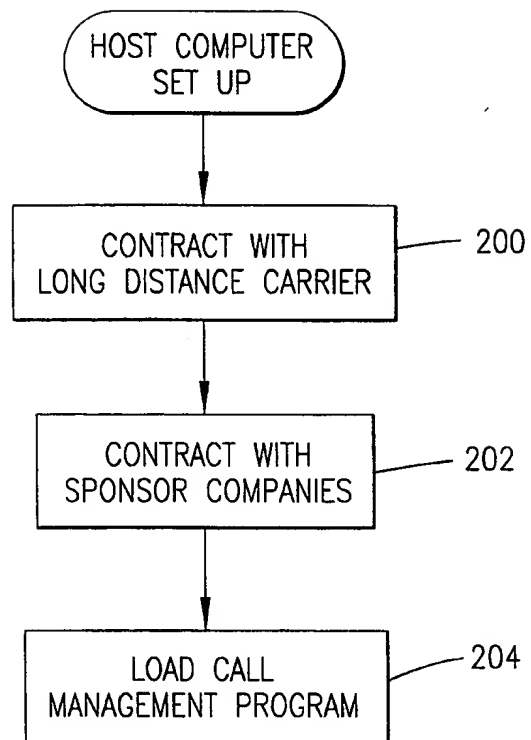 HOST COMPUTER
SET UP
CONTRACT WITH
LONG DISTANCE CARRIER
200
CONTRACT WITH
SPONSOR COMPANIES
202
LOAD CALL
MANAGEMENT PROGRAM
204